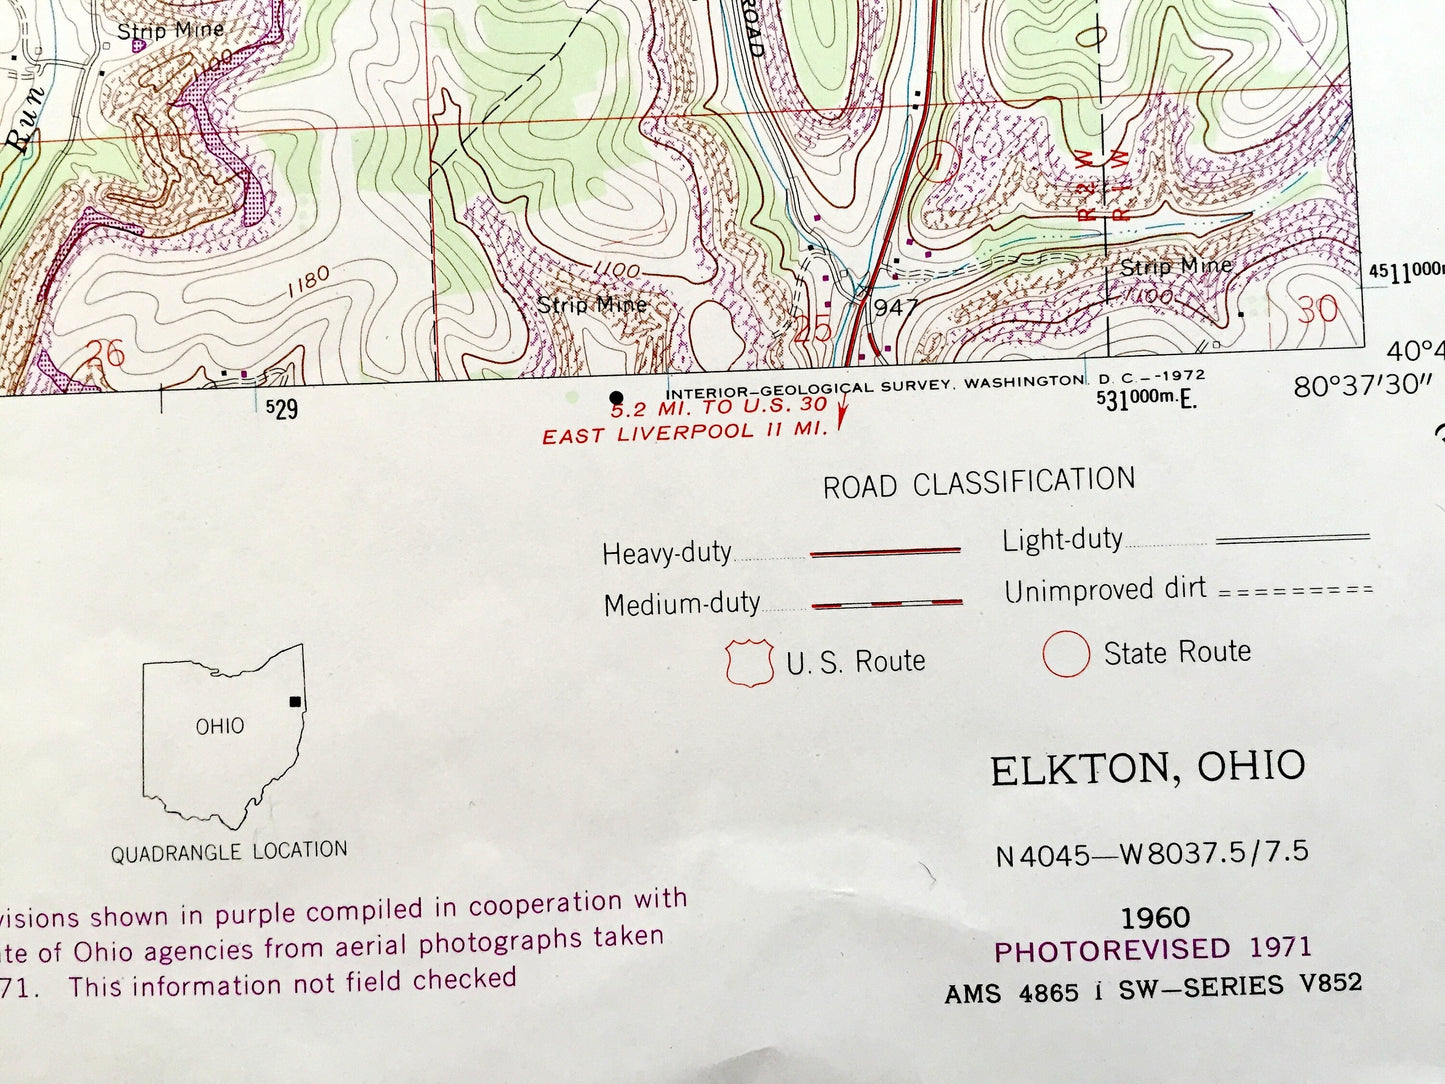 Strip Mine
1100
ROAD
Run
1
R 2 W
R 1 W
1180
1100
Strip Mine
Strip Mine
1100
947
26
25
30
4511000m
40°4
80°37'30"
529
INTERIOR—GEOLOGICAL SURVEY, WASHINGTON, D. C.—1972
531000m.E.
5.2 MI. TO U.S. 30
EAST LIVERPOOL 11 MI.
ROAD CLASSIFICATION
Heavy-duty
Light-duty
Medium-duty
Unimproved dirt
U. S. Route
State Route
OHIO
QUADRANGLE LOCATION
ELKTON, OHIO
N4045—W8037.5/7.5
1960
PHOTOREVISED 1971
AMS 4865 I SW—SERIES V852
visions shown in purple compiled in cooperation with
ate of Ohio agencies from aerial photographs taken
71. This information not field checked